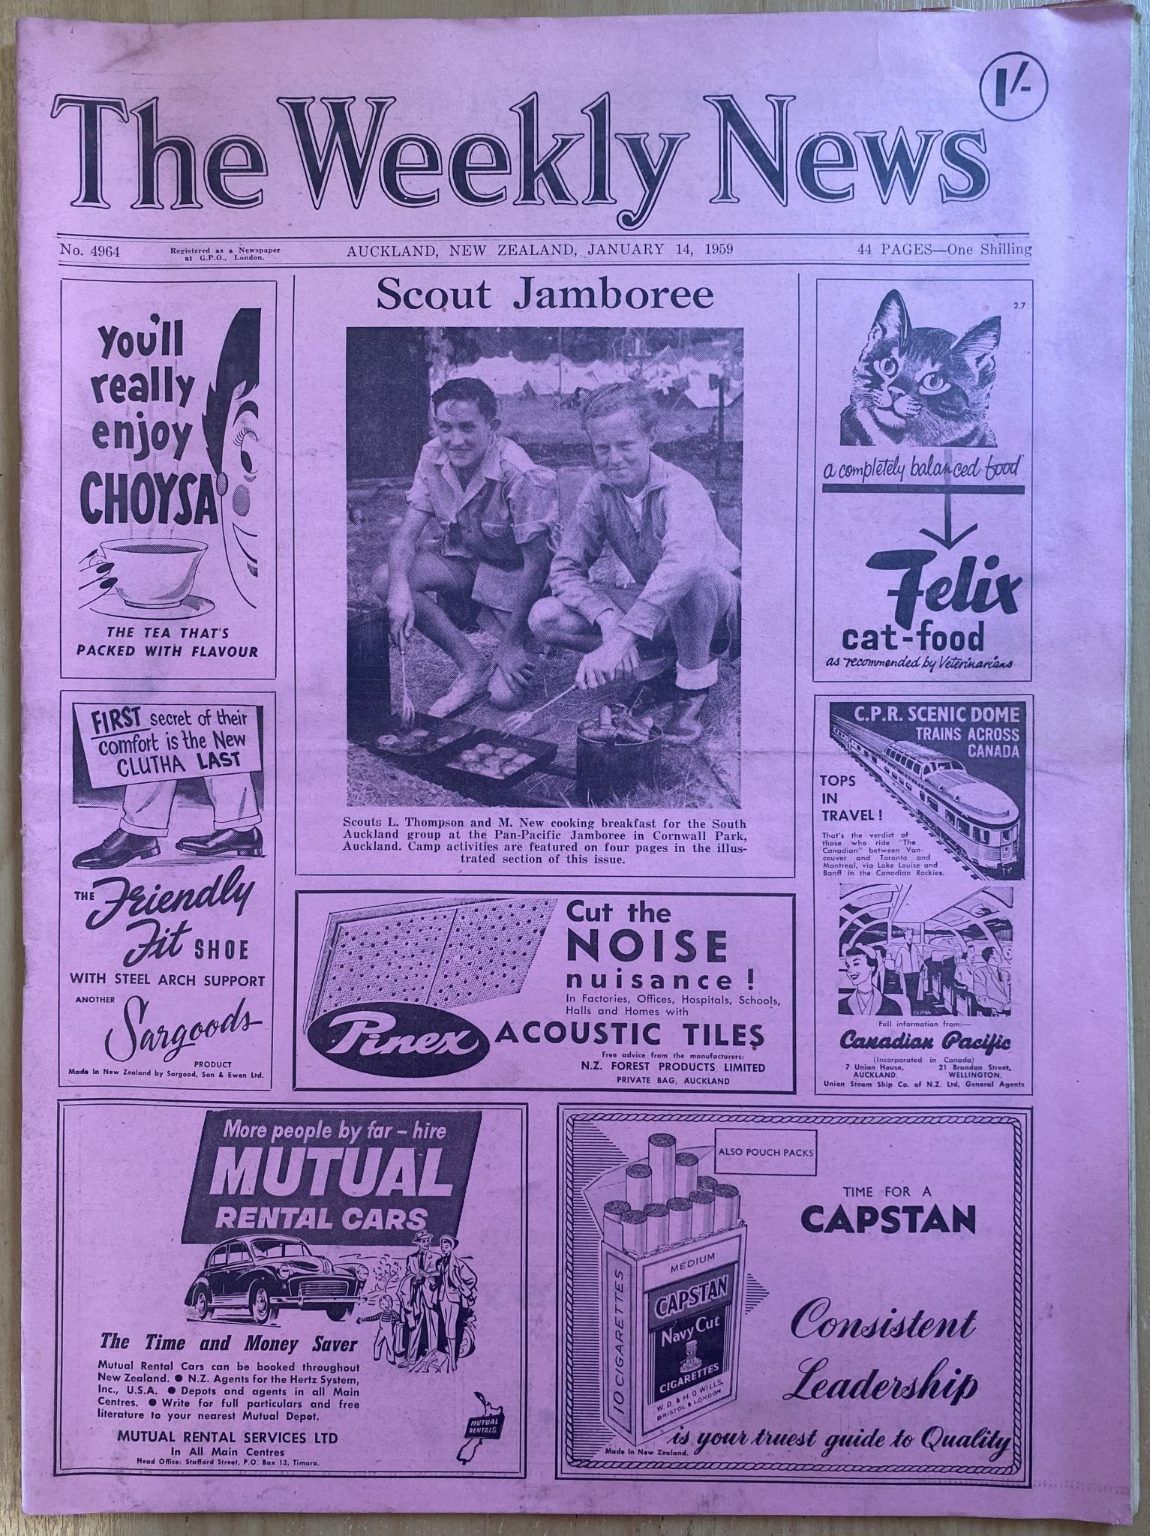 1/-
The Weekly News
No. 4964
Registered as a Newspaper
at G.P.O., London.
AUCKLAND, NEW ZEALAND, JANUARY 14, 1959
44 PAGES—One Shilling
You'll
really
enjoy
CHOYSA
THE TEA THAT'S
PACKED WITH FLAVOUR
FIRST secret of their
comfort is the New
CLUTHA LAST
THE Friendly
Fit SHOE
WITH STEEL ARCH SUPPORT
ANOTHER
Sargoods
PRODUCT
Made in New Zealand by Sargood, Son & Ewen Ltd.
Scout Jamboree
Scouts L. Thompson and M. New cooking breakfast for the South
Auckland group at the Pan-Pacific Jamboree in Cornwall Park,
Auckland. Camp activities are featured on four pages in the illus-
trated section of this issue.
Cut the
NOISE
nuisance!
In Factories, Offices, Hospitals, Schools,
Halls and Homes with
Pinex
ACOUSTIC TILES
Free advice from the manufacturers:
N.Z. FOREST PRODUCTS LIMITED
PRIVATE BAG, AUCKLAND
2.7
a completely balanced food
Felix
cat-food
as recommended by Veterinarians
C.P.R. SCENIC DOME
TRAINS ACROSS
CANADA
TOPS
IN
TRAVEL!
That's the verdict of
those who ride "The
Canadian" between Van-
couver and Toronto and
Montreal, via Lake Louise and
Banff in the Canadian Rockies.
Full information from:—
Canadian Pacific
(Incorporated in Canada)
7 Union House, 21 Brandon Street,
AUCKLAND. WELLINGTON.
Union Steam Ship Co. of N.Z. Ltd, General Agents
More people by far – hire
MUTUAL
RENTAL CARS
The Time and Money Saver
Mutual Rental Cars can be booked throughout
New Zealand. ● N.Z. Agents for the Hertz System,
Inc., U.S.A. ● Depots and agents in all Main
Centres. ● Write for full particulars and free
literature to your nearest Mutual Depot.
MUTUAL RENTAL SERVICES LTD
In All Main Centres
Head Office: Stafford Street, P.O. Box 13, Timaru.
MUTUAL
RENTALS
ALSO POUCH PACKS
TIME FOR A
CAPSTAN
MEDIUM
CAPSTAN
Navy Cut
CIGARETTES
W.D. & H.O. WILLS,
BRISTOL & LONDON
10 CIGARETTES
Made in New Zealand.
Consistent
Leadership
is your truest guide to Quality